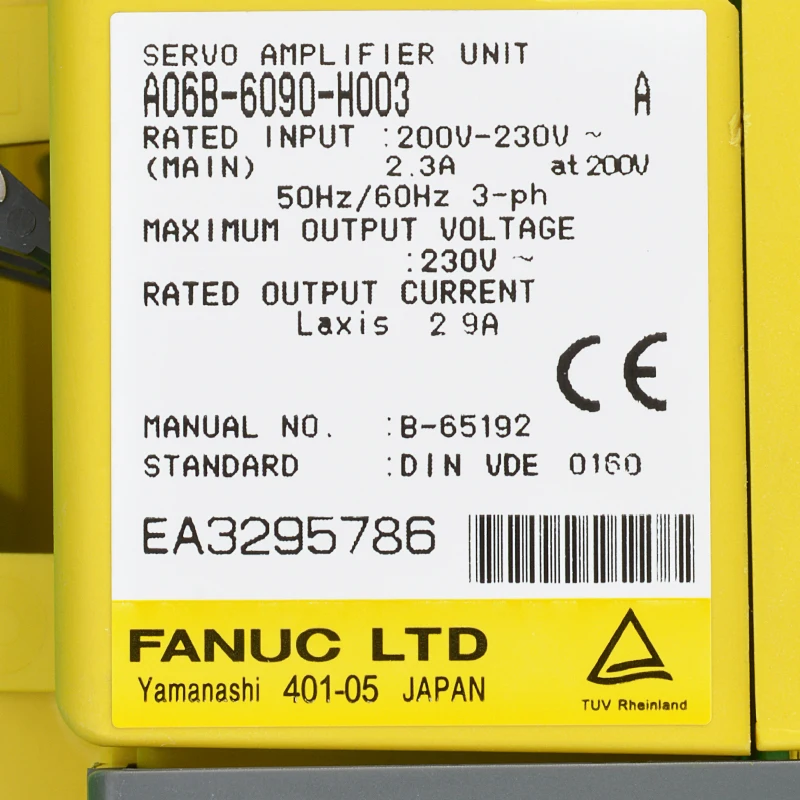 SERVO AMPLIFIER UNIT
A06B-6090-H003 A
RATED INPUT :200V-230V ~
(MAIN) 2.3A at 200V
50Hz/60Hz 3-ph
MAXIMUM OUTPUT VOLTAGE
:230V ~
RATED OUTPUT CURRENT
Laxis 2 9A
CE
MANUAL NO. :B-65192
STANDARD :DIN VDE 0160
EA3295786
FANUC LTD
Yamanashi 401-05 JAPAN
TUV Rheinland